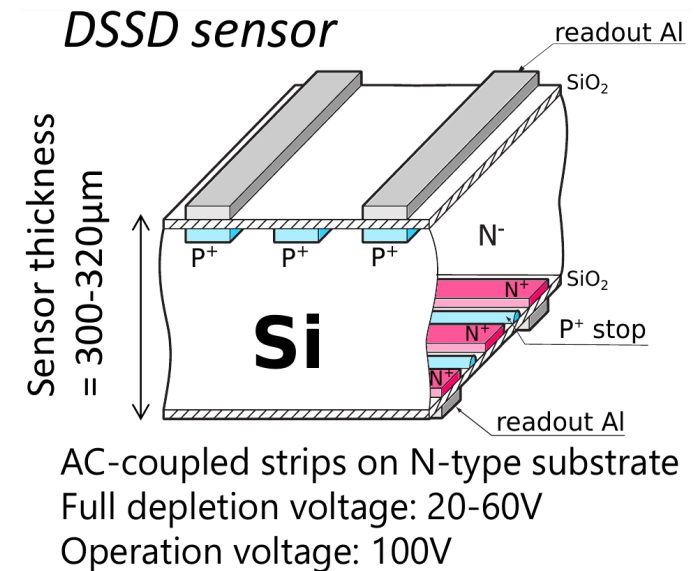 DSSD sensor
readout Al
SiO₂
Sensor thickness
= 300-320μm
N⁻
P⁺
P⁺
P⁺
SiO₂
N⁺
P⁺ stop
N⁺
Si
N⁺
readout Al
AC-coupled strips on N-type substrate
Full depletion voltage: 20-60V
Operation voltage: 100V